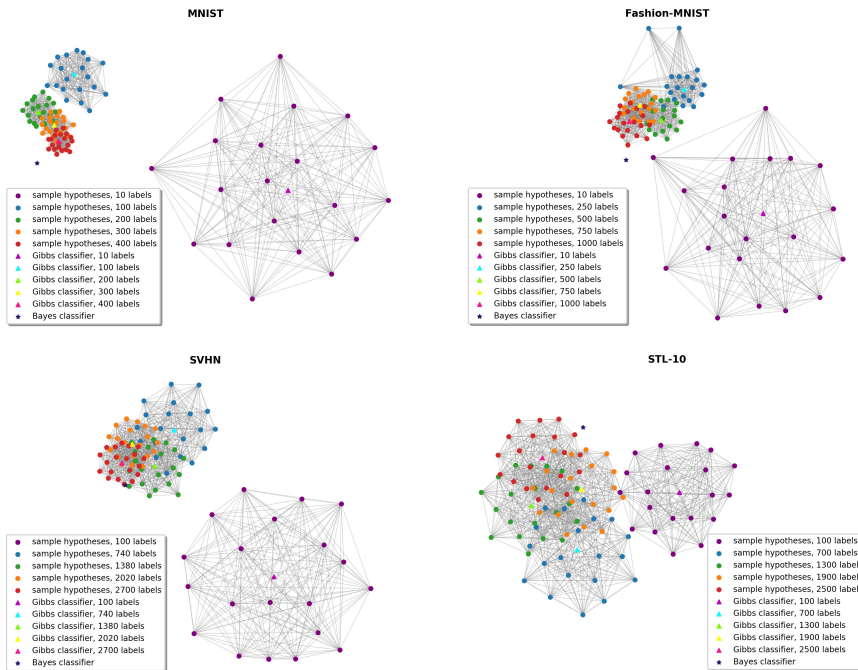 MNIST
sample hypotheses, 10 labels
sample hypotheses, 100 labels
sample hypotheses, 200 labels
sample hypotheses, 300 labels
sample hypotheses, 400 labels
Gibbs classifier, 10 labels
Gibbs classifier, 100 labels
Gibbs classifier, 200 labels
Gibbs classifier, 300 labels
Gibbs classifier, 400 labels
Bayes classifier
Fashion-MNIST
sample hypotheses, 10 labels
sample hypotheses, 250 labels
sample hypotheses, 500 labels
sample hypotheses, 750 labels
sample hypotheses, 1000 labels
Gibbs classifier, 10 labels
Gibbs classifier, 250 labels
Gibbs classifier, 500 labels
Gibbs classifier, 750 labels
Gibbs classifier, 1000 labels
Bayes classifier
SVHN
sample hypotheses, 100 labels
sample hypotheses, 740 labels
sample hypotheses, 1380 labels
sample hypotheses, 2020 labels
sample hypotheses, 2700 labels
Gibbs classifier, 100 labels
Gibbs classifier, 740 labels
Gibbs classifier, 1380 labels
Gibbs classifier, 2020 labels
Gibbs classifier, 2700 labels
Bayes classifier
STL-10
sample hypotheses, 100 labels
sample hypotheses, 700 labels
sample hypotheses, 1300 labels
sample hypotheses, 1900 labels
sample hypotheses, 2500 labels
Gibbs classifier, 100 labels
Gibbs classifier, 700 labels
Gibbs classifier, 1300 labels
Gibbs classifier, 1900 labels
Gibbs classifier, 2500 labels
Bayes classifier